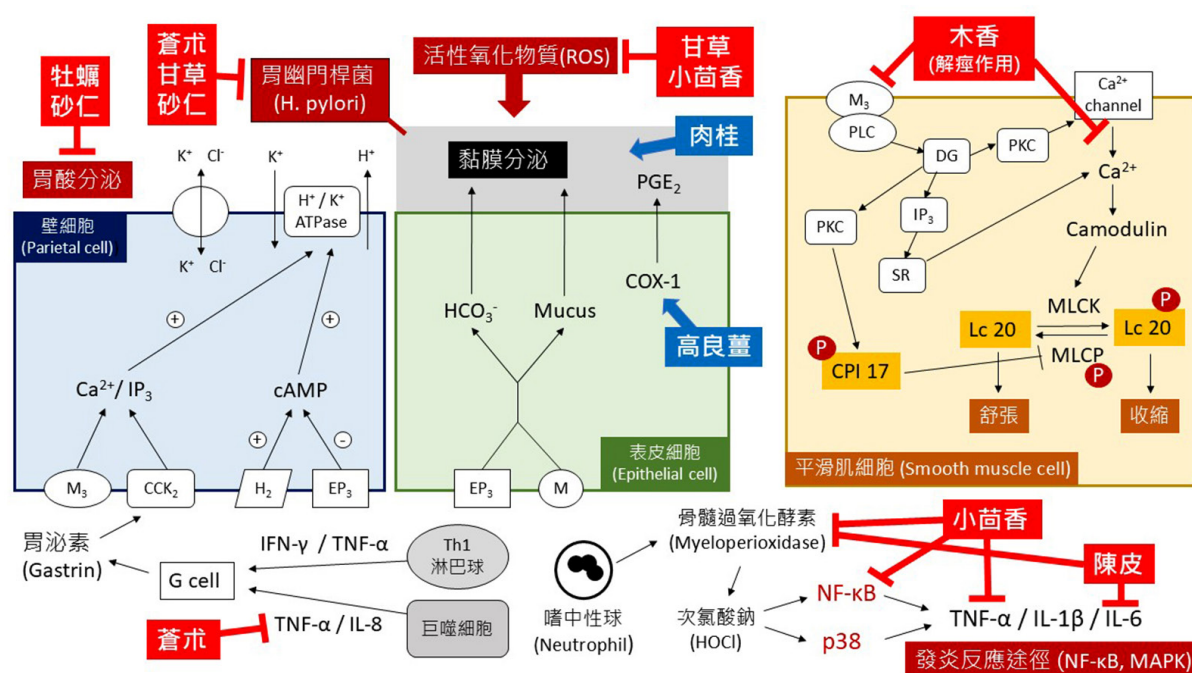 蒼朮
甘草
砂仁
牡蠣
砂仁
胃酸分泌
胃幽門桿菌
(H. pylori)
活性氧化物質(ROS)
甘草
小茴香
木香
(解痙作用)
肉桂
黏膜分泌
PGE₂
COX-1
高良薑
HCO₃⁻
Mucus
K⁺ Cl⁻
K⁺
H⁺
H⁺ / K⁺
ATPase
K⁺ Cl⁻
K⁺
壁細胞
(Parietal cell)
+
+
Ca²⁺/ IP₃
cAMP
+
-
M₃
CCK₂
H₂
EP₃
EP₃
M
表皮細胞
(Epithelial cell)
M₃
PLC
DG
PKC
Ca²⁺
channel
Ca²⁺
IP₃
PKC
SR
Camodulin
MLCK
P
Lc 20
Lc 20
MLCP
P
P
CPI 17
舒張
收縮
平滑肌細胞 (Smooth muscle cell)
胃泌素
(Gastrin)
G cell
IFN-γ / TNF-α
Th1
淋巴球
蒼朮
TNF-α / IL-8
巨噬細胞
嗜中性球
(Neutrophil)
骨髓過氧化酵素
(Myeloperioxidase)
次氯酸鈉
(HOCl)
NF-κB
p38
小茴香
陳皮
TNF-α / IL-1β / IL-6
發炎反應途徑 (NF-κB, MAPK)